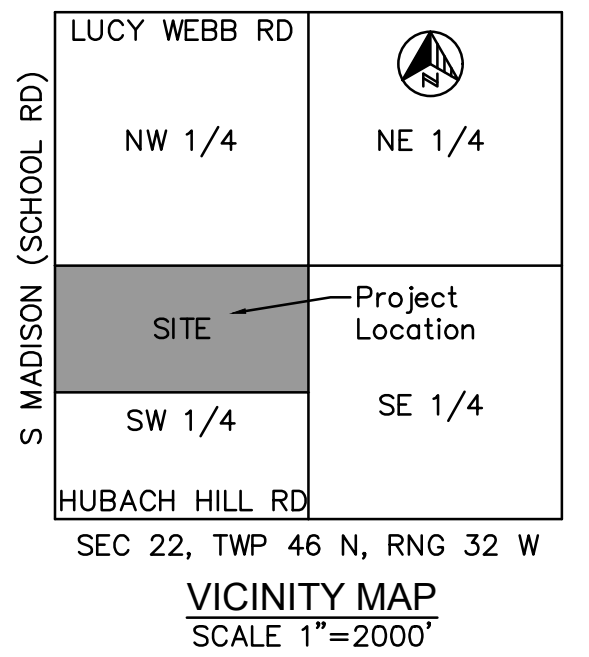 LUCY WEBB RD
N
NW 1/4
NE 1/4
S MADISON (SCHOOL RD)
Project
Location
SITE
SE 1/4
SW 1/4
HUBACH HILL RD
SEC 22, TWP 46 N, RNG 32 W
VICINITY MAP
SCALE 1"=2000'